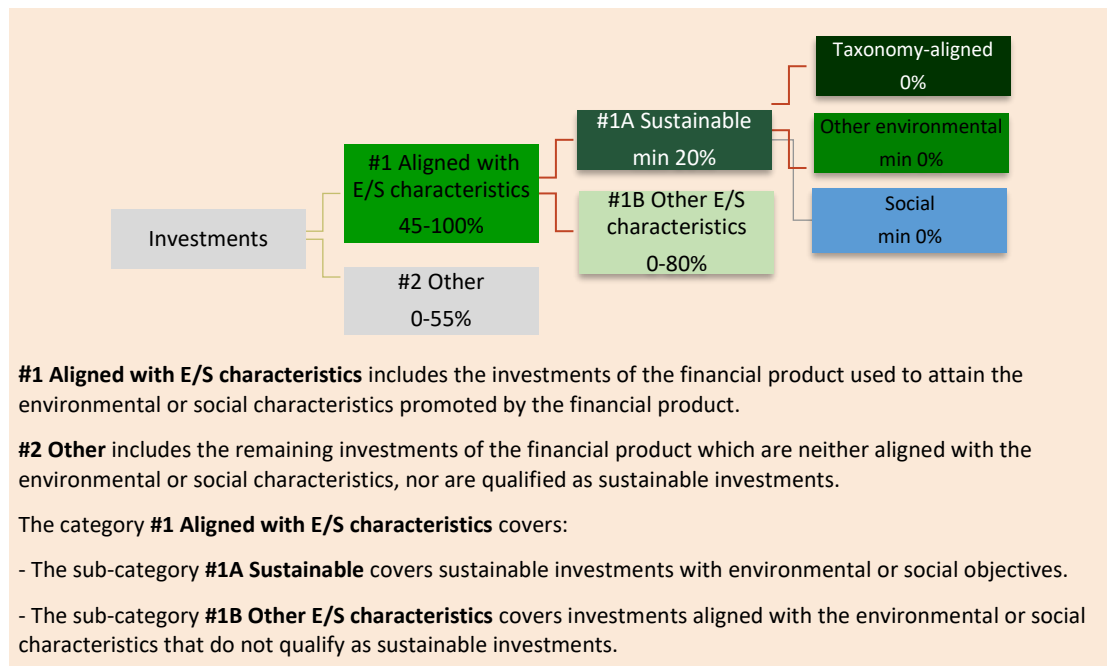 Taxonomy-aligned
0%
#1A Sustainable
min 20%
Other environmental
min 0%
#1 Aligned with
E/S characteristics
45-100%
#1B Other E/S
characteristics
0-80%
Social
min 0%
Investments
#2 Other
0-55%
#1 Aligned with E/S characteristics includes the investments of the financial product used to attain the
environmental or social characteristics promoted by the financial product.
#2 Other includes the remaining investments of the financial product which are neither aligned with the
environmental or social characteristics, nor are qualified as sustainable investments.
The category #1 Aligned with E/S characteristics covers:
- The sub-category #1A Sustainable covers sustainable investments with environmental or social objectives.
- The sub-category #1B Other E/S characteristics covers investments aligned with the environmental or social
characteristics that do not qualify as sustainable investments.